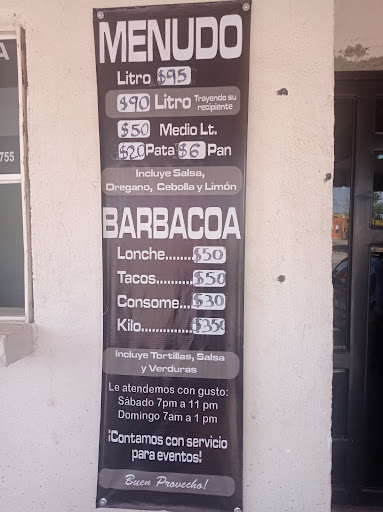 A
755
MENUDO
Litro $95
$90 Litro Trayendo su
recipiente
$50 Medio Lt.
$20 Pata $6 Pan
Incluye Salsa,
Oregano, Cebolla y Limón
BARBACOA
Lonche........$50
Tacos..........$50
Consome....$30
Kilo.............$350
Incluye Tortillas, Salsa
y Verduras
Le atendemos con gusto:
Sábado 7pm a 11 pm
Domingo 7am a 1 pm
¡Contamos con servicio
para eventos!
Buen Provecho!